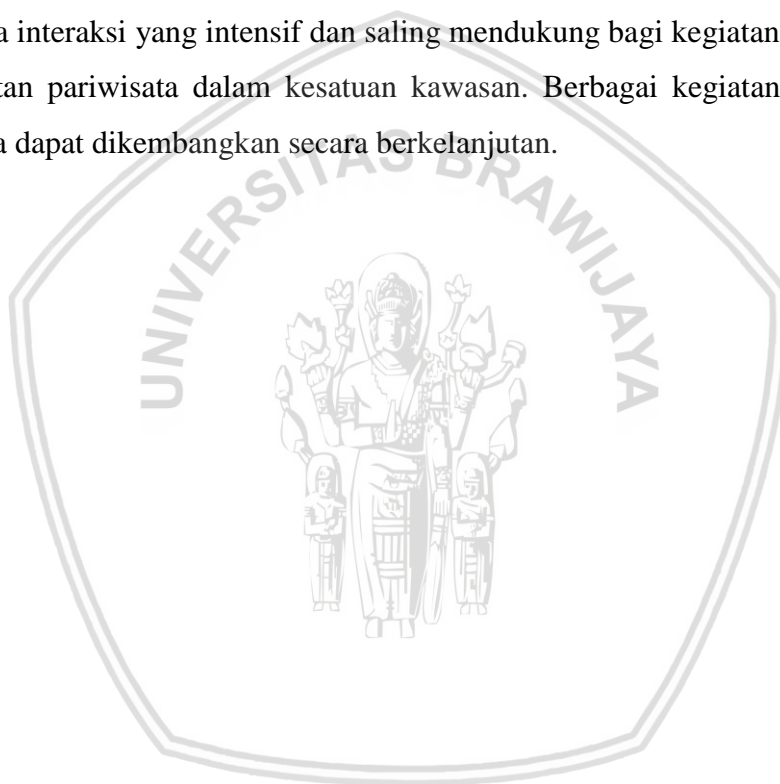 a interaksi yang intensif dan saling mendukung bagi kegiatan
tan pariwisata dalam kesatuan kawasan. Berbagai kegiatan
a dapat dikembangkan secara berkelanjutan.
UNIVERSITAS BRAWIJAYA